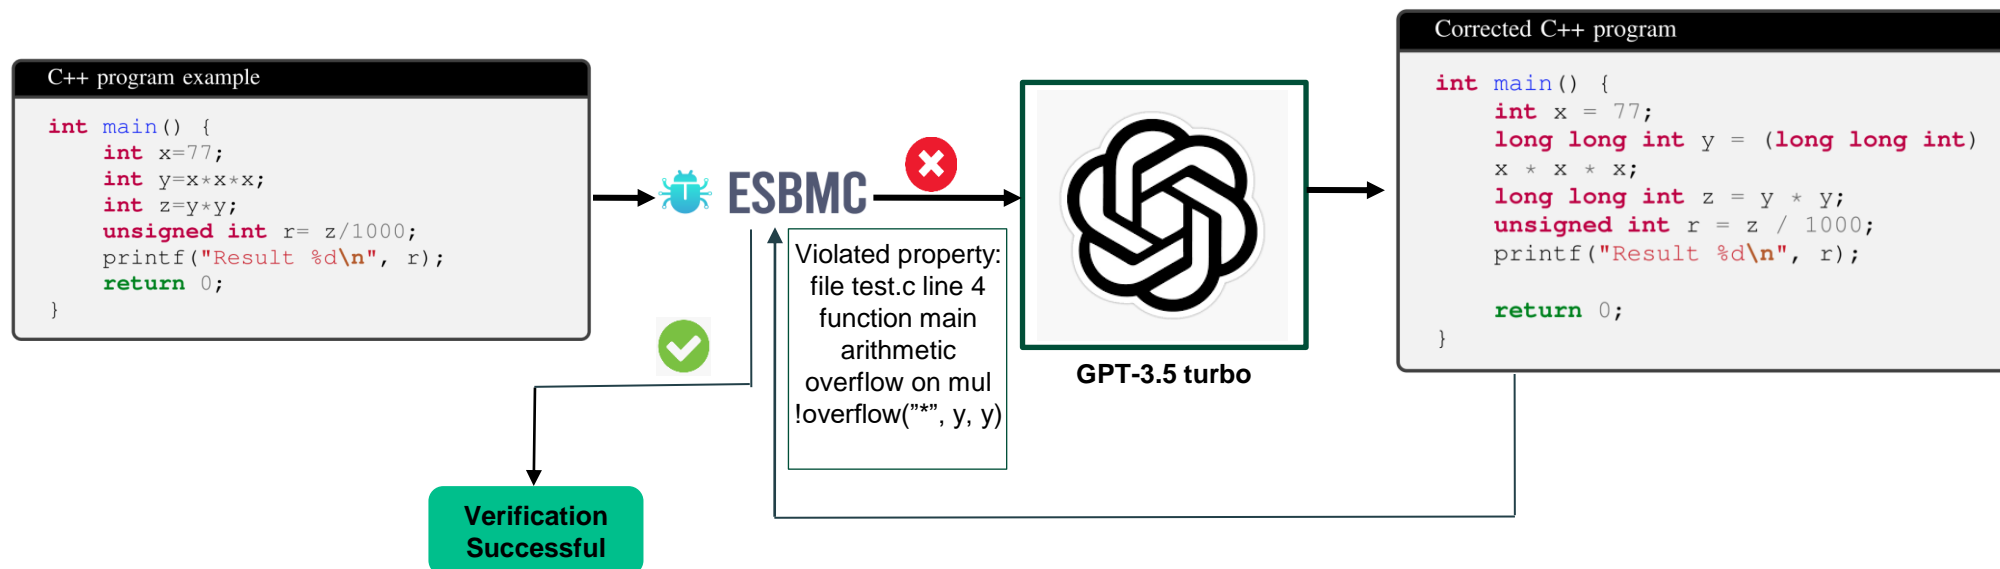 C++ program example
int main() {
int x=77;
int y=x*x*x;
int z=y*y;
unsigned int r= z/1000;
printf("Result %d\n", r);
return 0;
}
ESBMC
Violated property:
file test.c line 4
function main
arithmetic
overflow on mul
!overflow(”*”, y, y)
Verification
Successful
GPT-3.5 turbo
Corrected C++ program
int main() {
int x = 77;
long long int y = (long long int)
x * x * x;
long long int z = y * y;
unsigned int r = z / 1000;
printf("Result %d\n", r);
return 0;
}